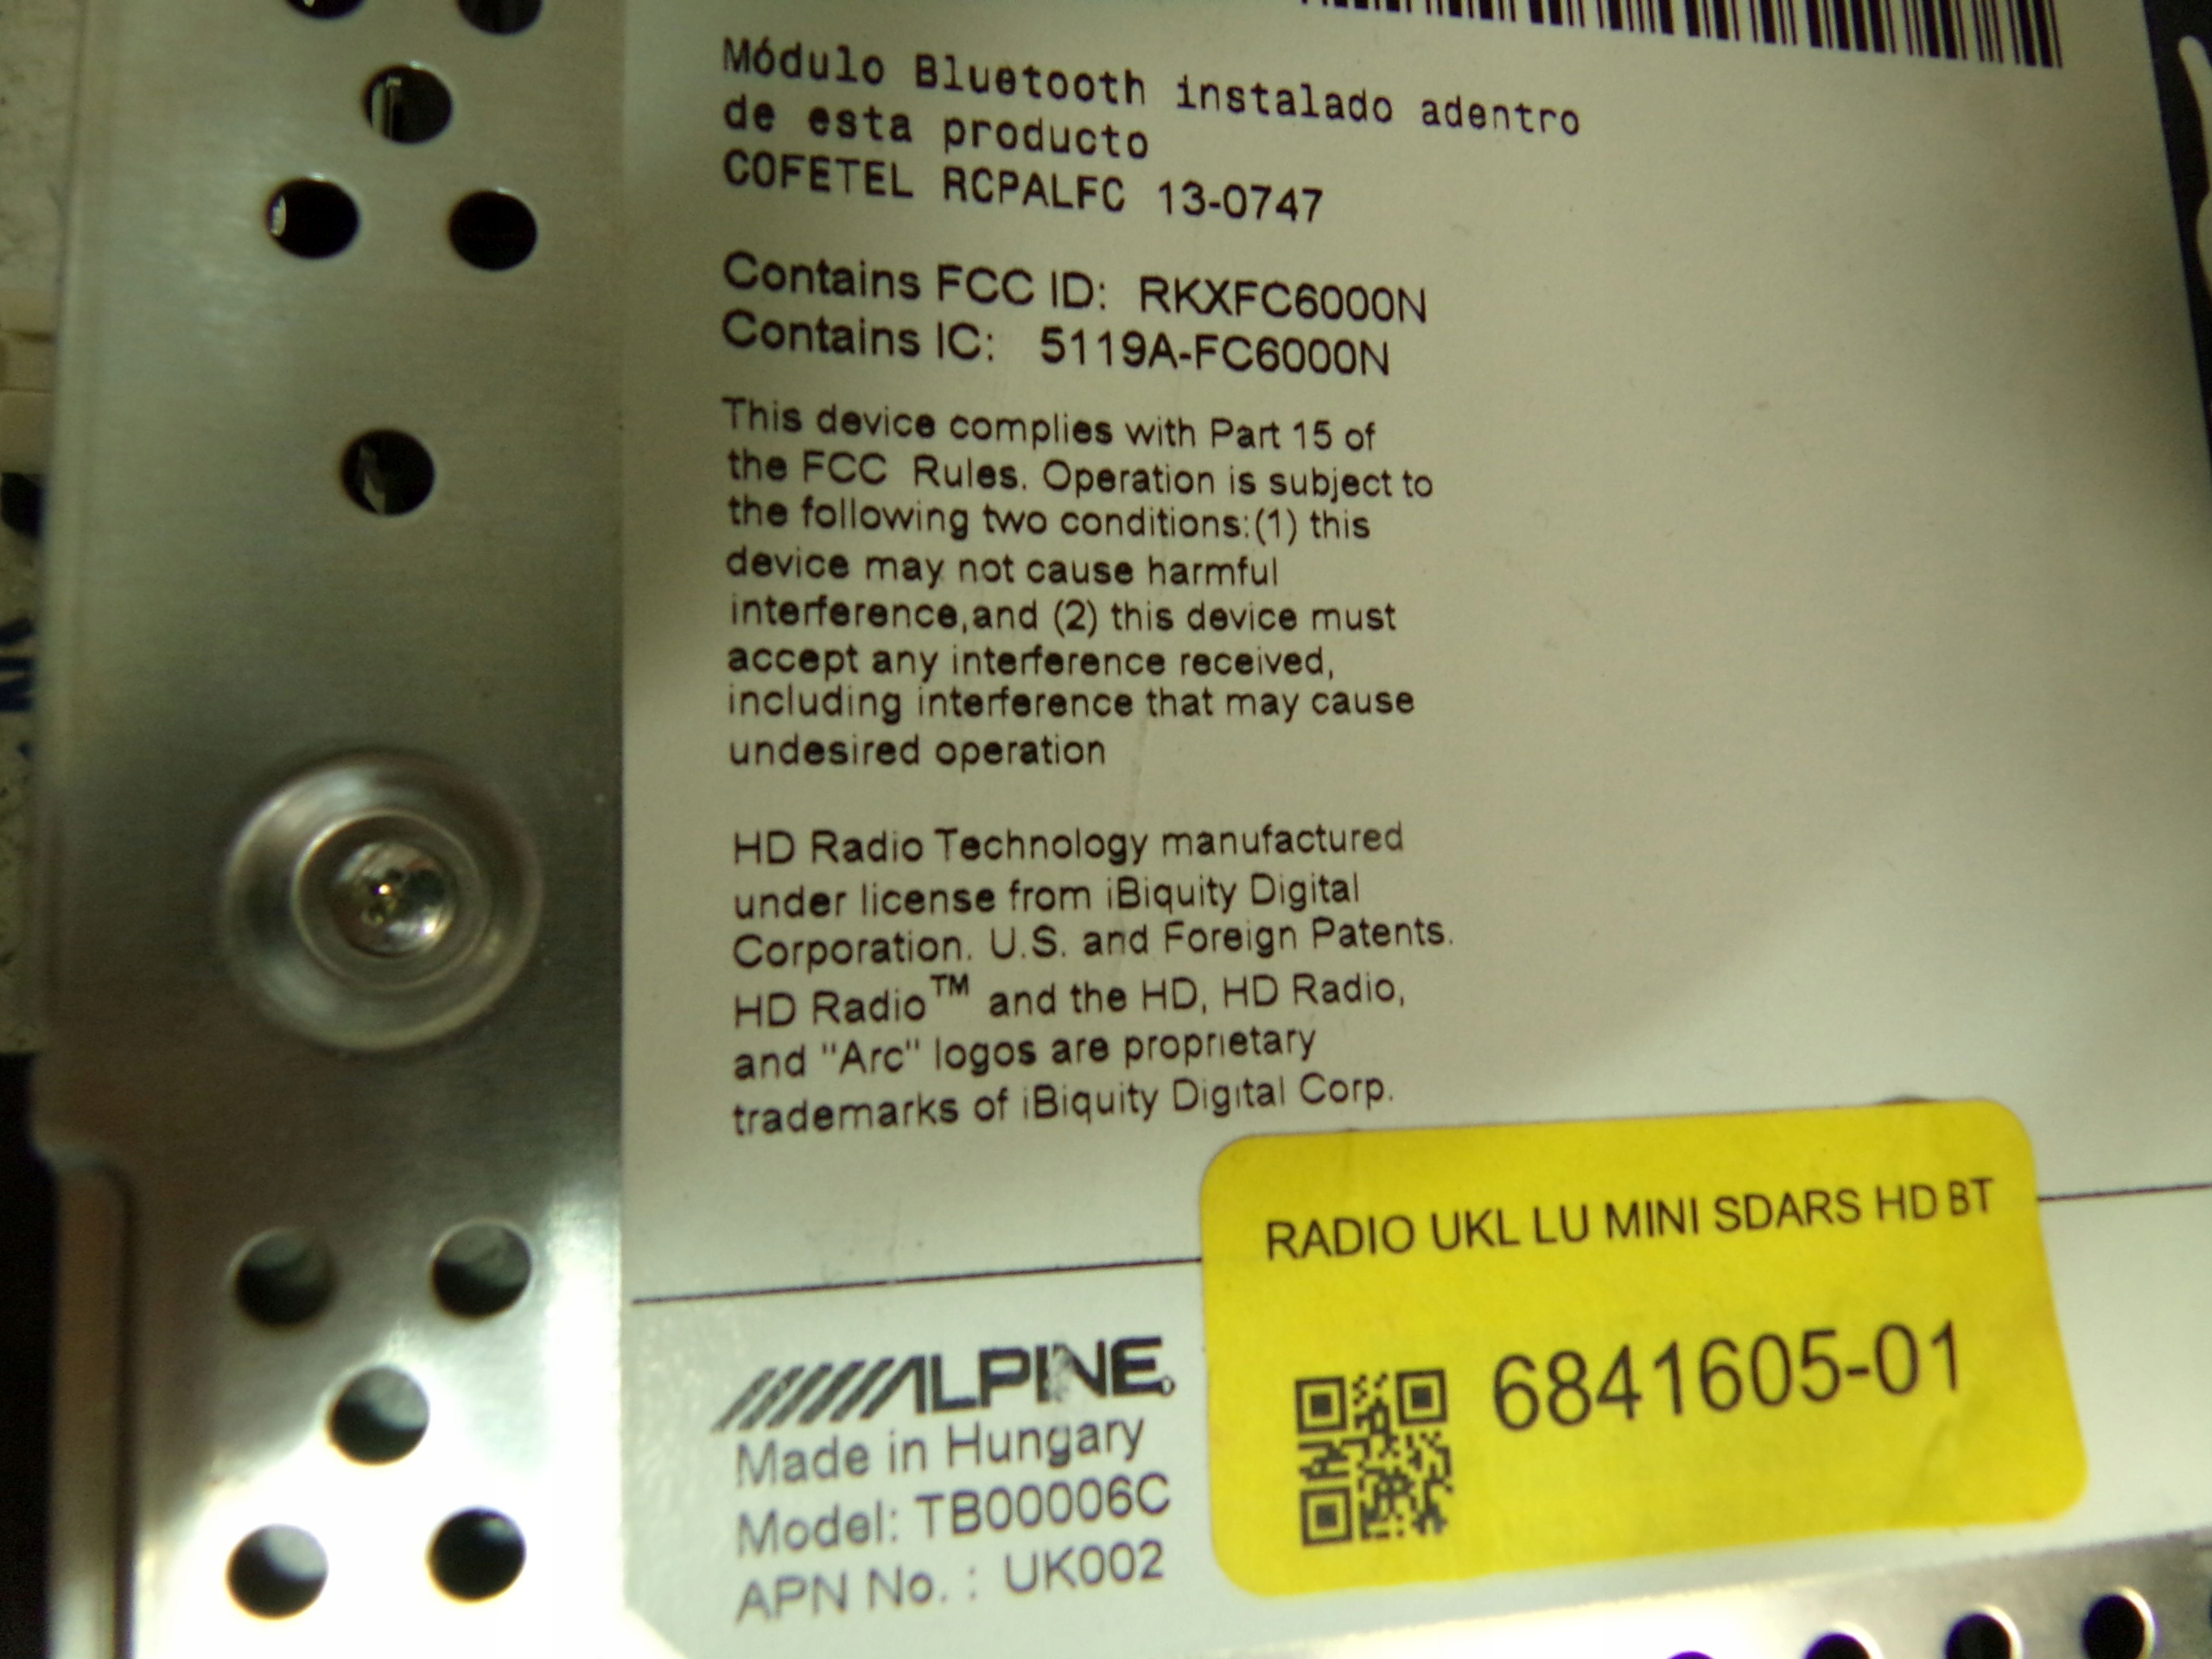 Módulo Bluetooth instalado adentro
de esta producto
COFETEL RCPALFC 13-0747
Contains FCC ID: RKXFC6000N
Contains IC: 5119A-FC6000N
This device complies with Part 15 of
the FCC Rules. Operation is subject to
the following two conditions:(1) this
device may not cause harmful
interference,and (2) this device must
accept any interference received,
including interference that may cause
undesired operation
HD Radio Technology manufactured
under license from iBiquity Digital
Corporation. U.S. and Foreign Patents.
HD Radio™ and the HD, HD Radio,
and "Arc" logos are proprietary
trademarks of iBiquity Digital Corp.
RADIO UKL LU MINI SDARS HD BT
6841605-01
ALPINE®
Made in Hungary
Model: TB00006C
APN No. : UK002